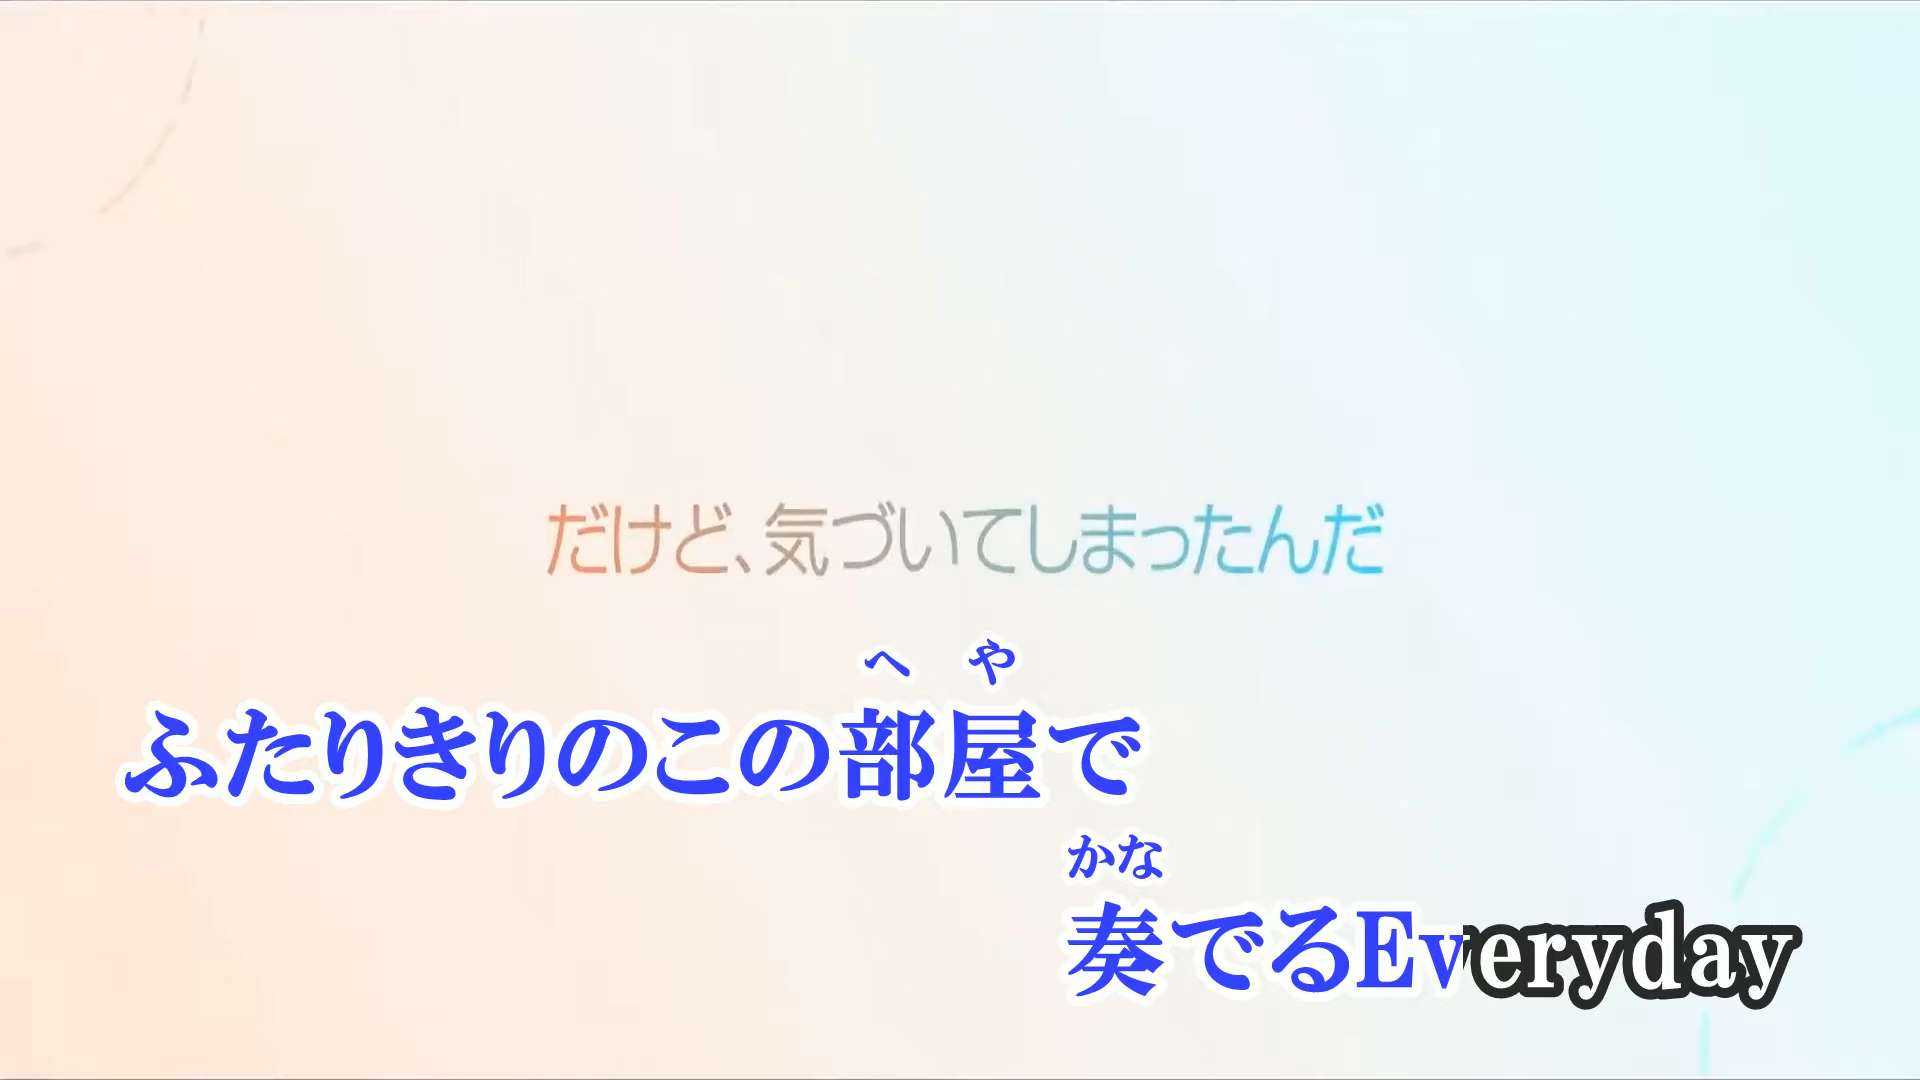 だけど、気づいてしまったんだ
へや
ふたりきりのこの部屋で
かな
奏でるEveryday